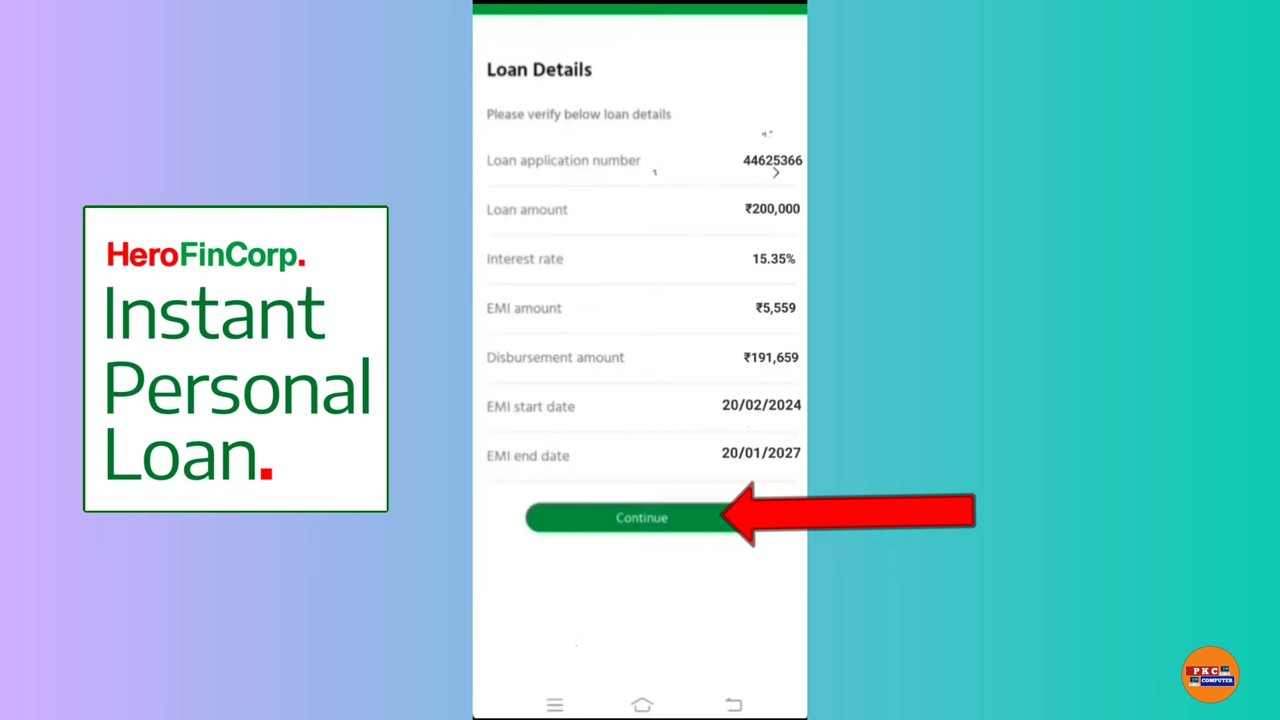 HeroFinCorp.
Instant
Personal
Loan.
Loan Details
Please verify below loan details
Loan application number 44625366
Loan amount ₹200,000
Interest rate 15.35%
EMI amount ₹5,559
Disbursement amount ₹191,659
EMI start date 20/02/2024
EMI end date 20/01/2027
Continue
PKC
COMPUTER